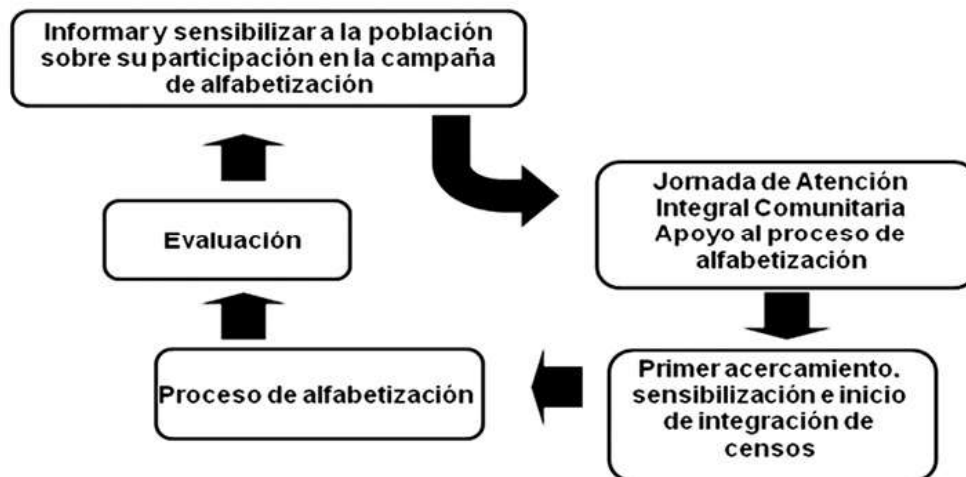 Informar y sensibilizar a la población
sobre su participación en la campaña
de alfabetización
Jornada de Atención
Integral Comunitaria
Apoyo al proceso de
alfabetización
Primer acercamiento.
sensibilización e inicio
de integración de
censos
Proceso de alfabetización
Evaluación